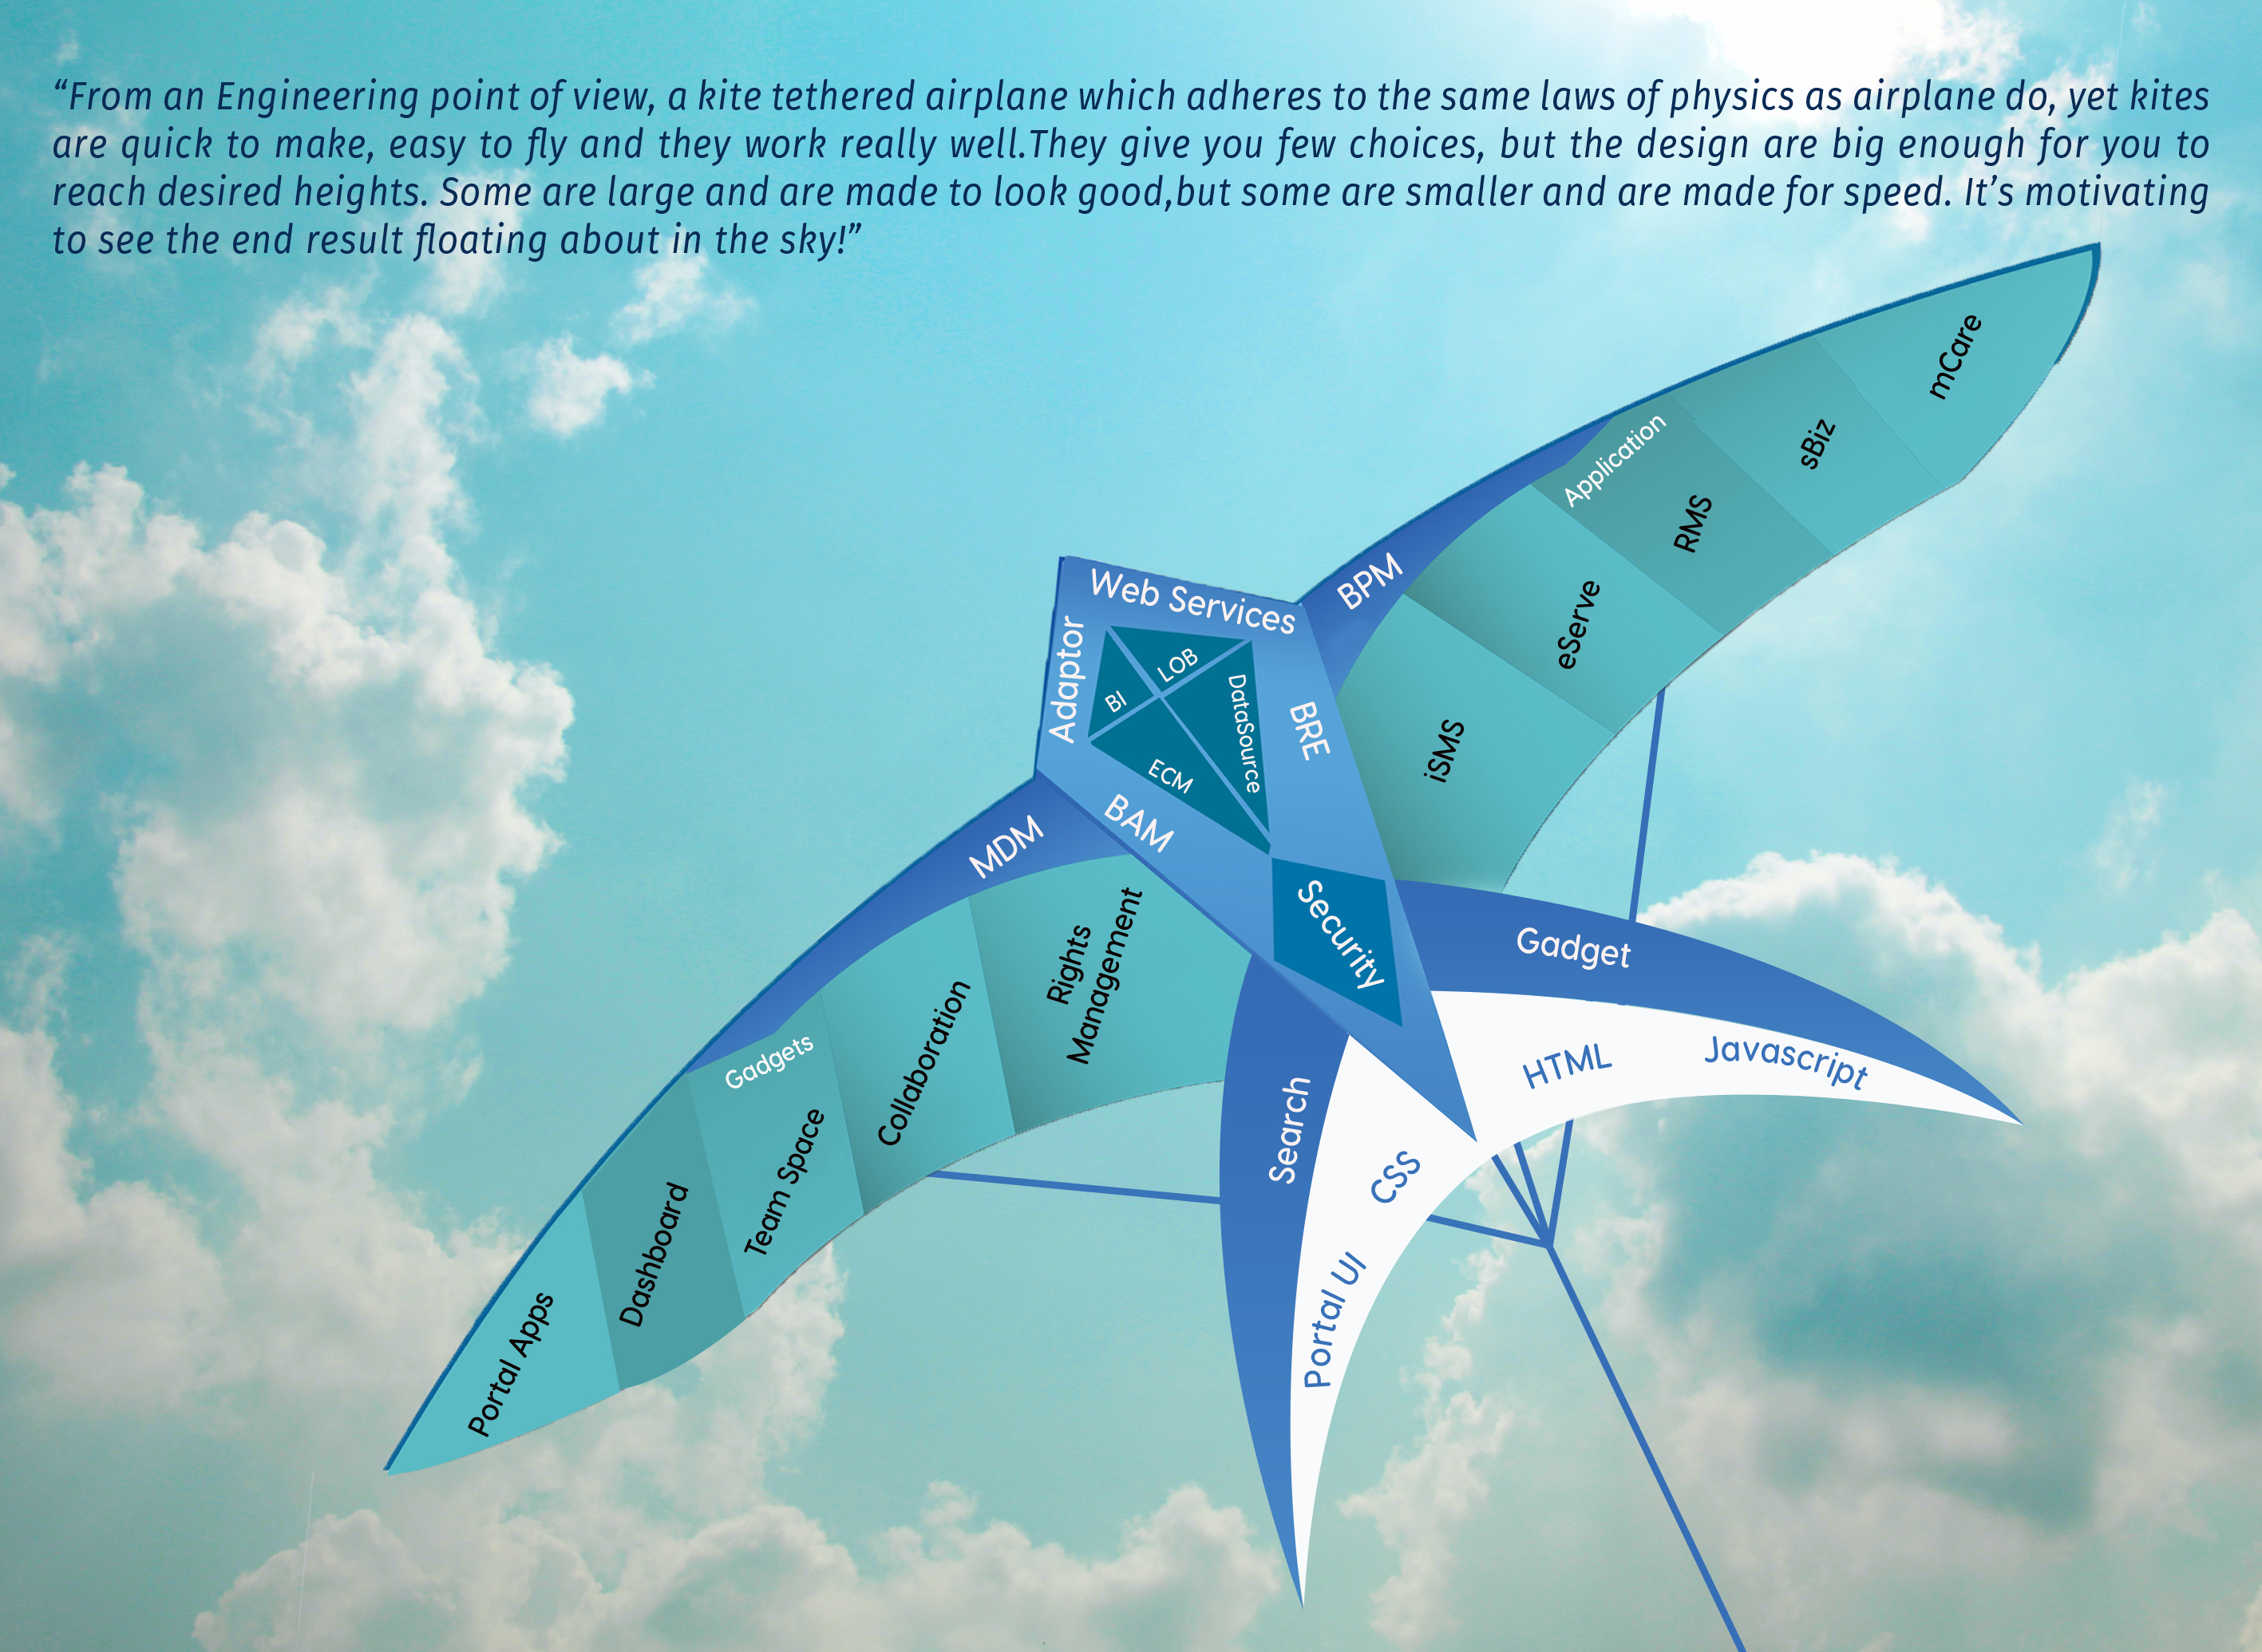 “From an Engineering point of view, a kite tethered airplane which adheres to the same laws of physics as airplane do, yet kites
are quick to make, easy to fly and they work really well.They give you few choices, but the design are big enough for you to
reach desired heights. Some are large and are made to look good,but some are smaller and are made for speed. It’s motivating
to see the end result floating about in the sky!”
mCare
sBiz
Application
RMS
eServe
iSMS
BPM
Web Services
Adaptor
LOB
BI
DataSource
ECM
BRE
BAM
MDM
Security
Rights
Management
Collaboration
Gadgets
Team Space
Dashboard
Portal Apps
Gadget
HTML
Javascript
Search
CSS
Portal UI